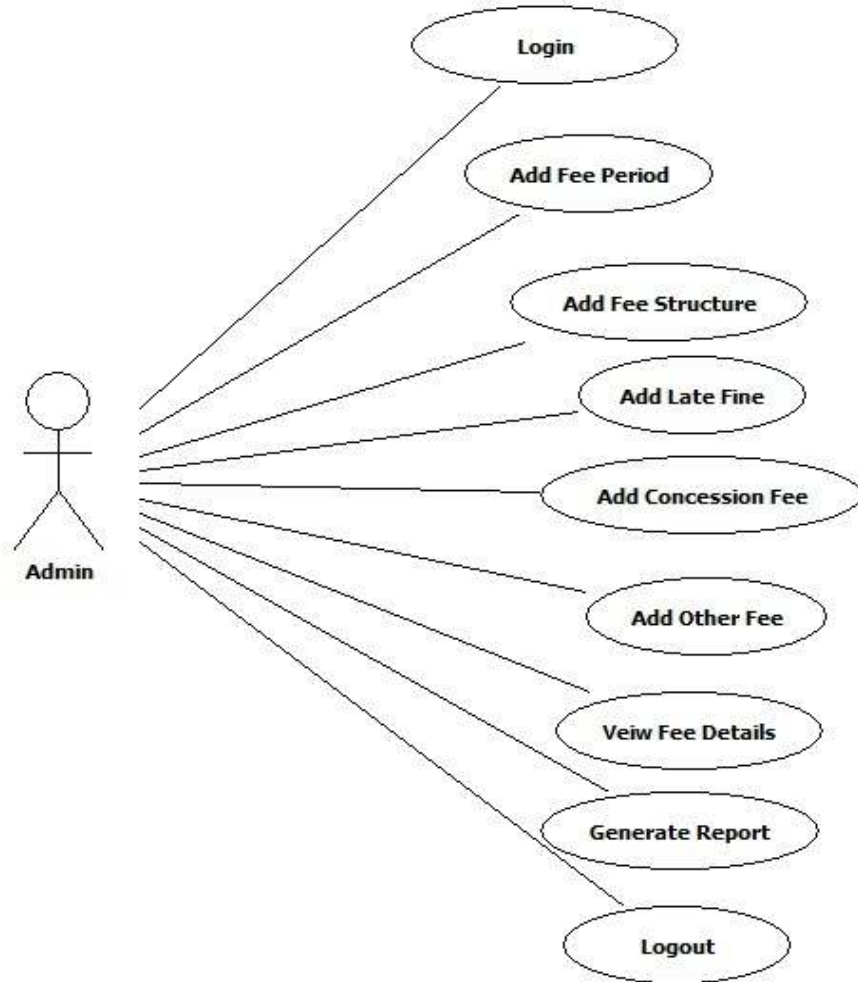 Login
Add Fee Period
Add Fee Structure
Add Late Fine
Add Concession Fee
Admin
Add Other Fee
Veiw Fee Details
Generate Report
Logout